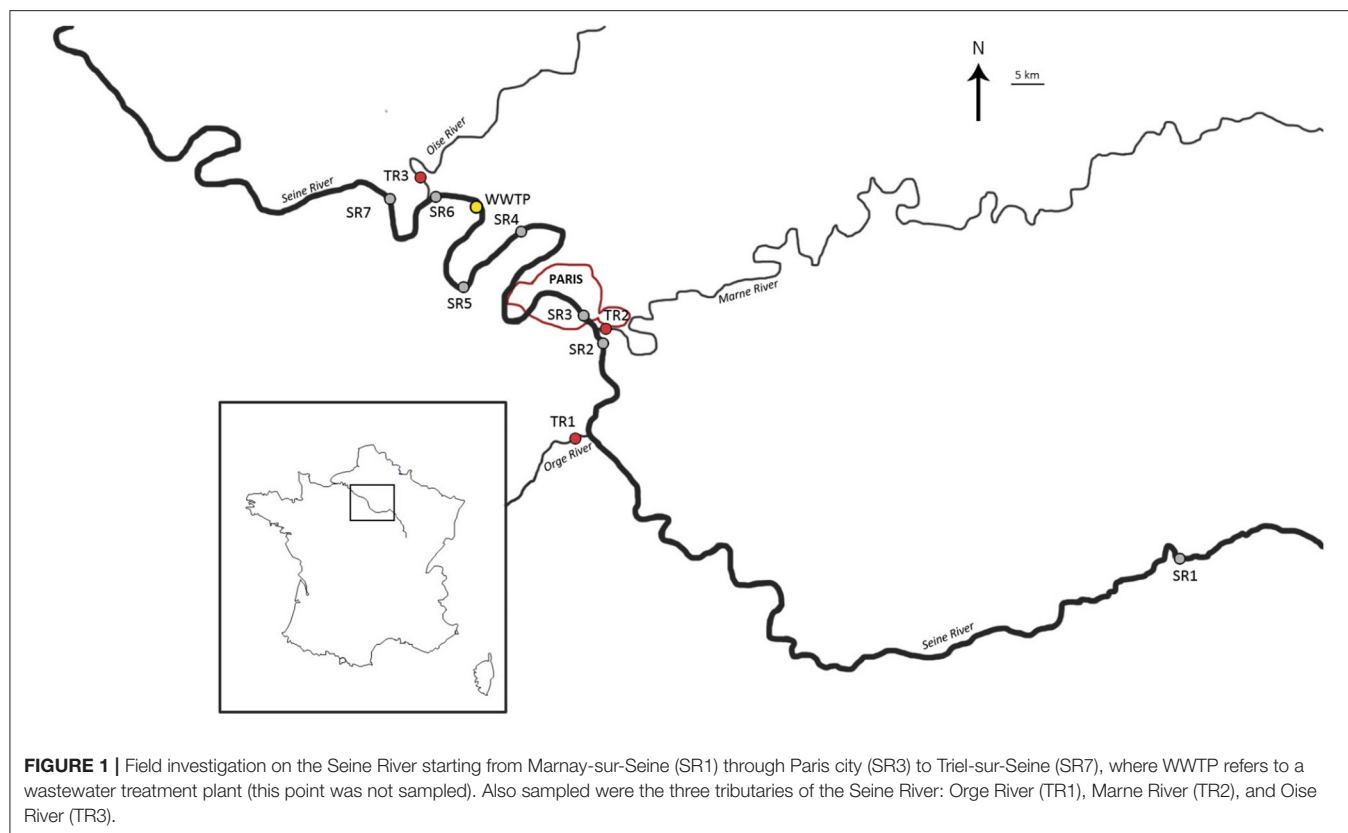 N
5 km
Oise River
TR3
WWTP
Seine River
SR7
SR6
SR4
SR5
PARIS
Marne River
SR3
TR2
SR2
TR1
Orge River
SR1
Seine River
FIGURE 1 | Field investigation on the Seine River starting from Marnay-sur-Seine (SR1) through Paris city (SR3) to Triel-sur-Seine (SR7), where WWTP refers to a
wastewater treatment plant (this point was not sampled). Also sampled were the three tributaries of the Seine River: Orge River (TR1), Marne River (TR2), and Oise
River (TR3).